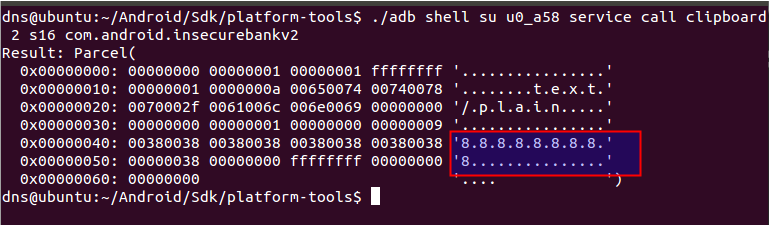 dns@ubuntu:~/Android/Sdk/platform-tools$ ./adb shell su u0_a58 service call clipboard
 2 s16 com.android.insecurebankv2
Result: Parcel(
  0x00000000: 00000000 00000001 00000001 ffffffff '................'
  0x00000010: 00000001 0000000a 00650074 00740078 '........t.e.x.t.'
  0x00000020: 0070002f 0061006c 006e0069 00000000 '/.p.l.a.i.n.....'
  0x00000030: 00000000 00000001 00000000 00000009 '................'
  0x00000040: 00380038 00380038 00380038 00380038 '8.8.8.8.8.8.8.8.'
  0x00000050: 00000038 00000000 ffffffff 00000000 '8...............'
  0x00000060: 00000000                            '....            ')
dns@ubuntu:~/Android/Sdk/platform-tools$